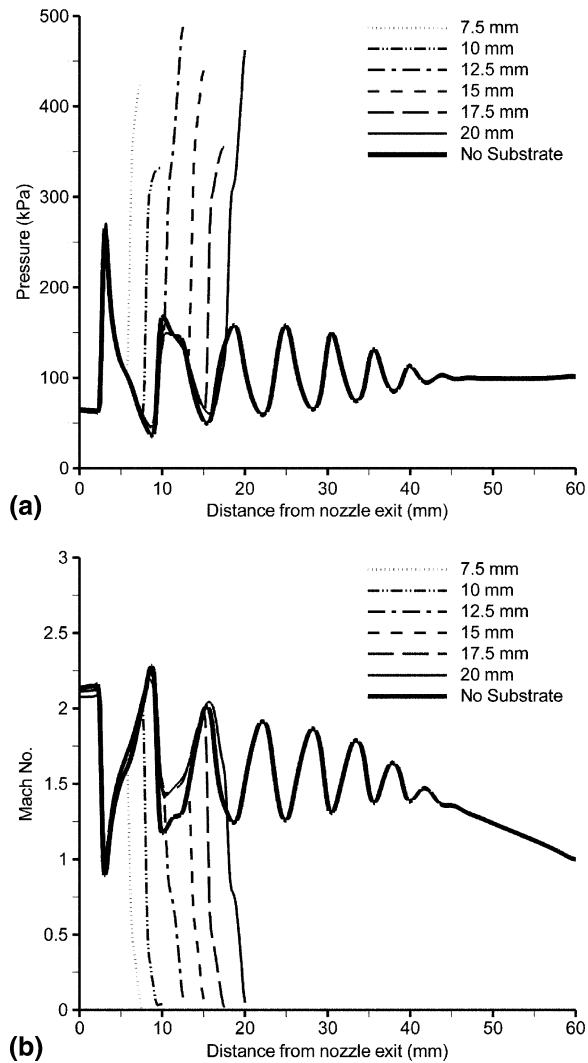 500
400
300
200
100
0
Pressure (kPa)
7.5 mm
10 mm
12.5 mm
15 mm
17.5 mm
20 mm
No Substrate
0 10 20 30 40 50 60
Distance from nozzle exit (mm)
(a)
3
2.5
2
1.5
1
0.5
0
Mach No.
7.5 mm
10 mm
12.5 mm
15 mm
17.5 mm
20 mm
No Substrate
0 10 20 30 40 50 60
Distance from nozzle exit (mm)
(b)